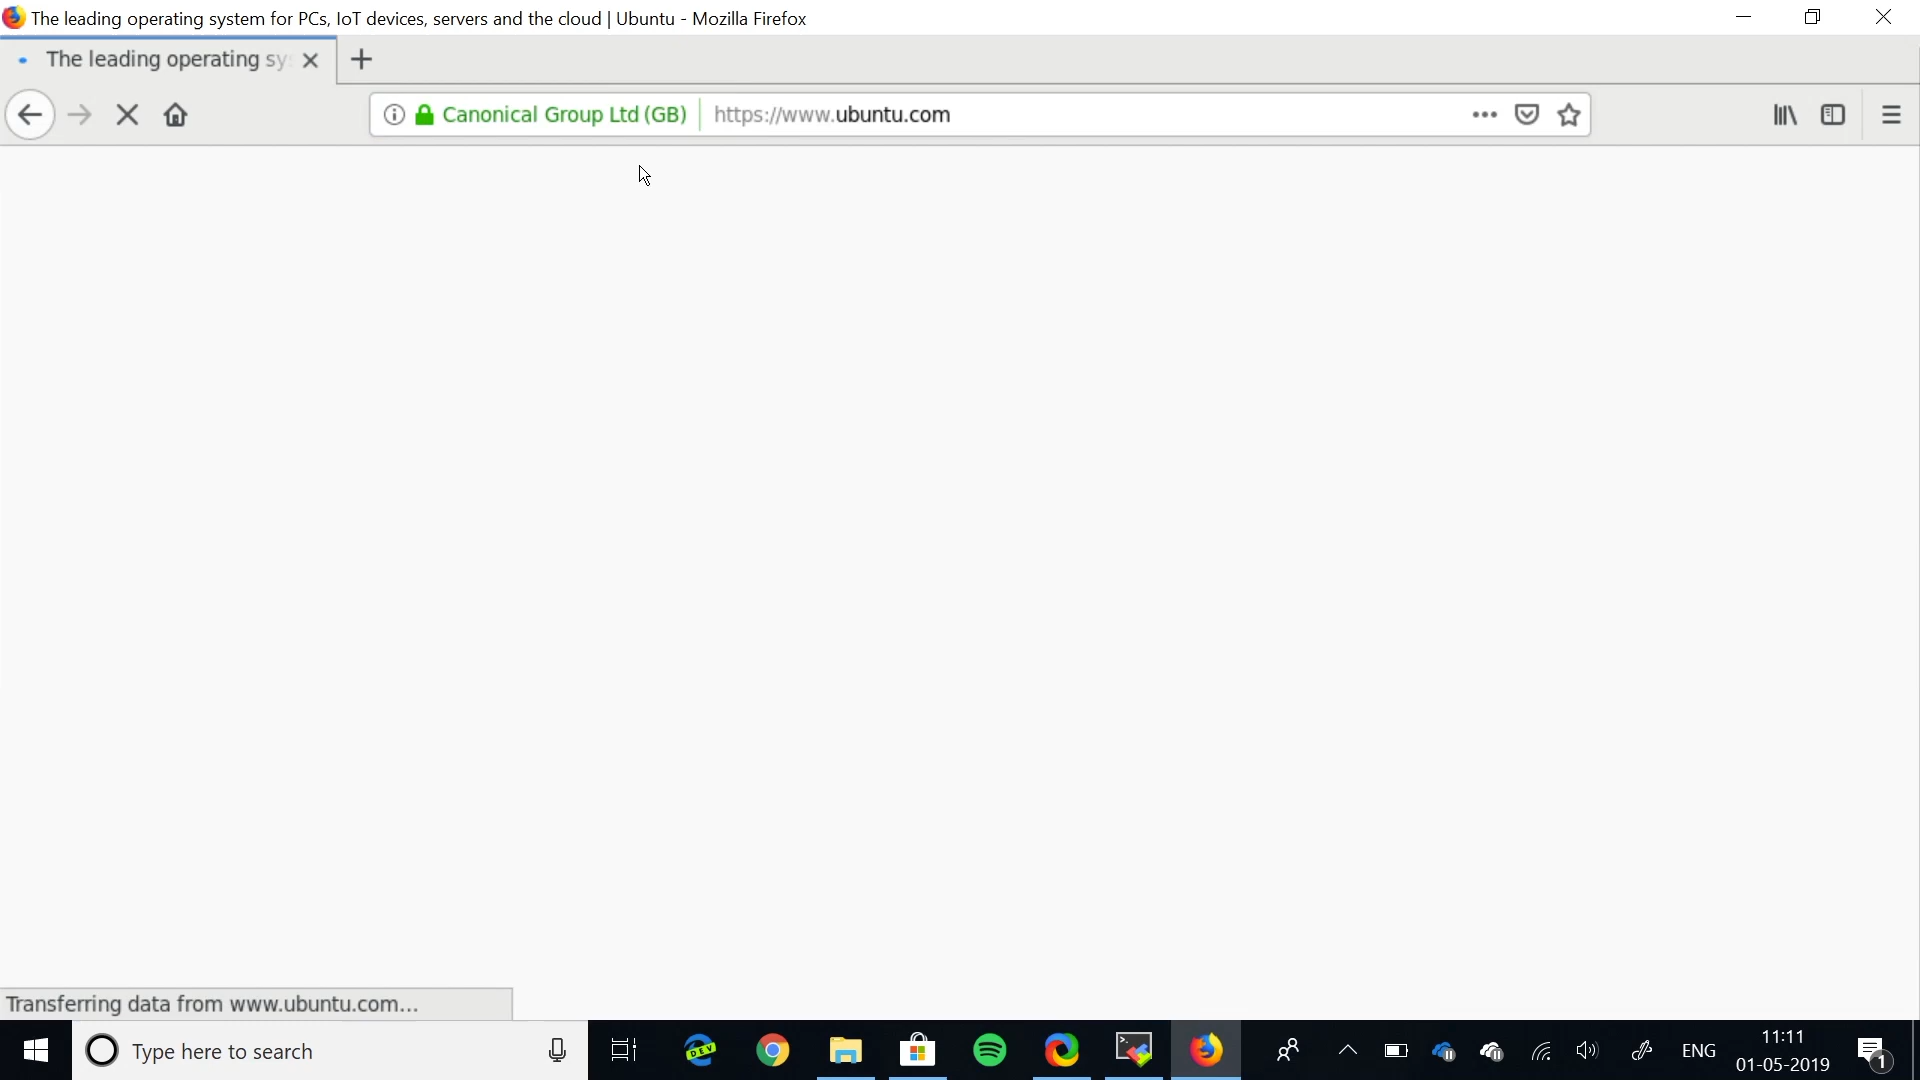 The leading operating system for PCs, IoT devices, servers and the cloud | Ubuntu - Mozilla Firefox
The leading operating sys
Canonical Group Ltd (GB) https://www.ubuntu.com
Transferring data from www.ubuntu.com...
Type here to search
DEV
ENG
11:11
01-05-2019
1